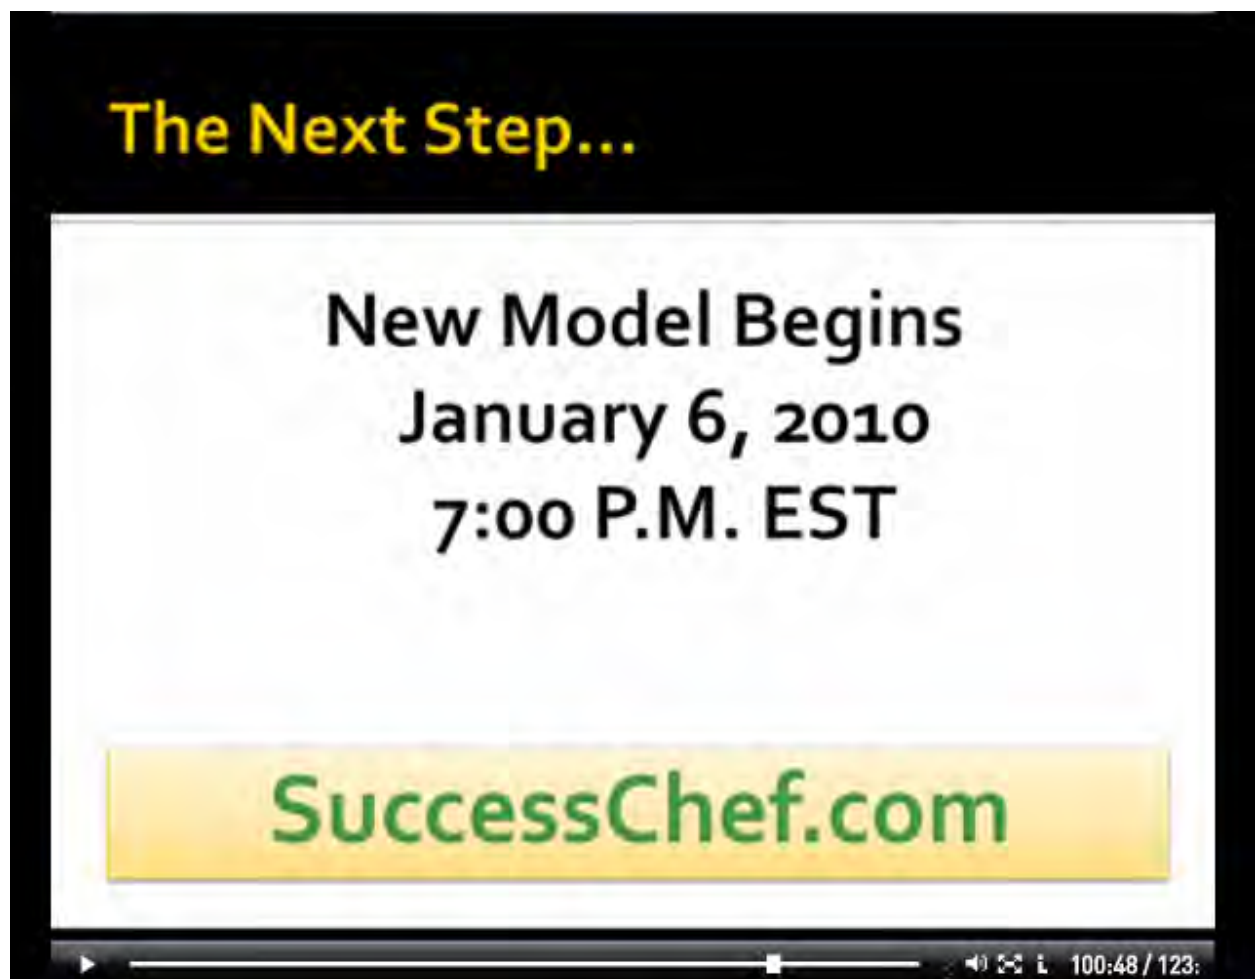 The Next Step...
New Model Begins
January 6, 2010
7:00 P.M. EST
SuccessChef.com
100:48 / 123: